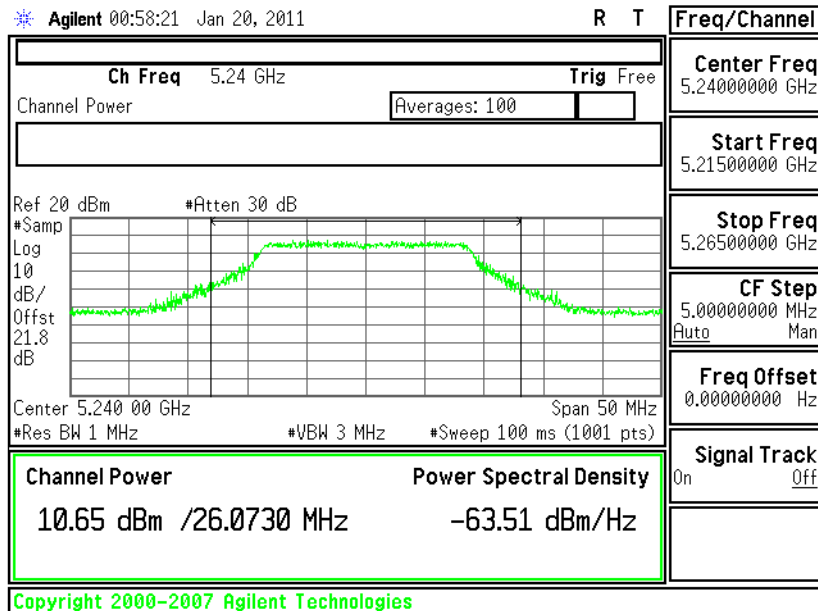 Agilent 00:58:21 Jan 20, 2011 R T
Freq/Channel
Ch Freq 5.24 GHz Trig Free
Channel Power Averages: 100
Center Freq
5.24000000 GHz
Start Freq
5.21500000 GHz
Stop Freq
5.26500000 GHz
CF Step
5.00000000 MHz
Auto Man
Freq Offset
0.00000000 Hz
Signal Track
On Off
Ref 20 dBm #Atten 30 dB
#Samp
Log
10
dB/
Offst
21.8
dB
Center 5.240 00 GHz Span 50 MHz
#Res BW 1 MHz #VBW 3 MHz #Sweep 100 ms (1001 pts)
Channel Power Power Spectral Density
10.65 dBm /26.0730 MHz -63.51 dBm/Hz
Copyright 2000-2007 Agilent Technologies